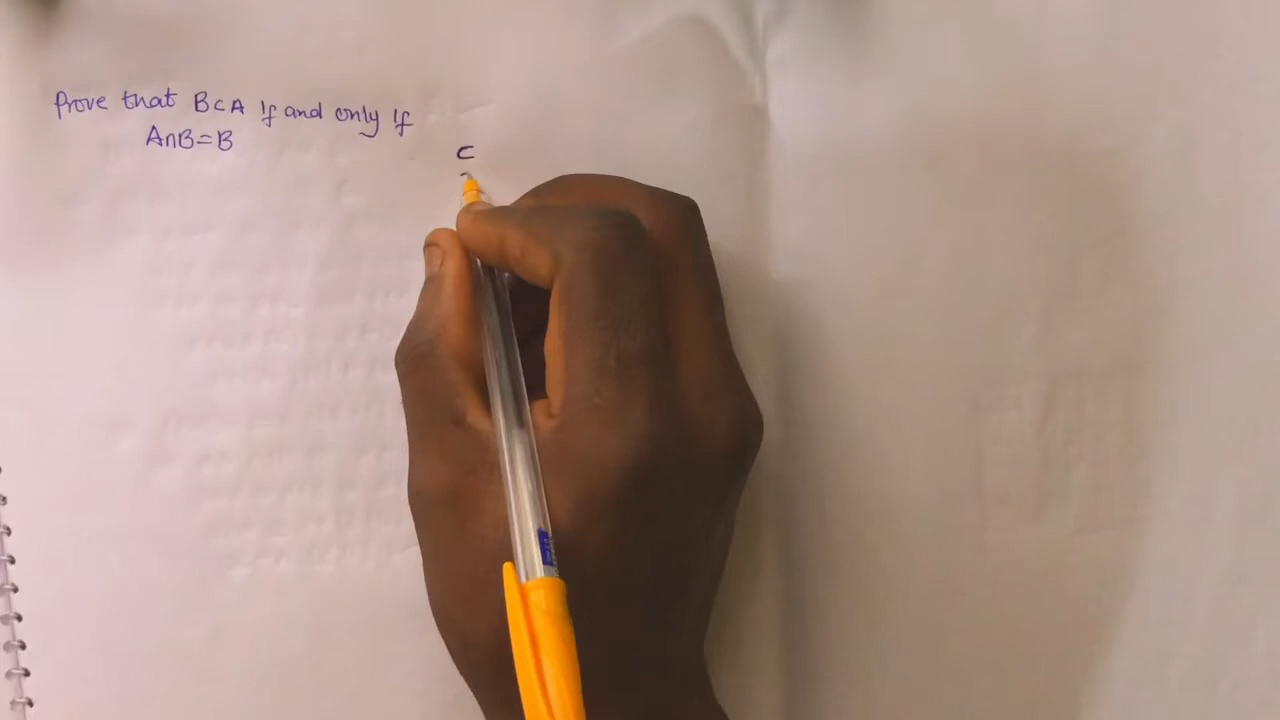 Prove that B⊂A If and only If
A∩B=B
⊂